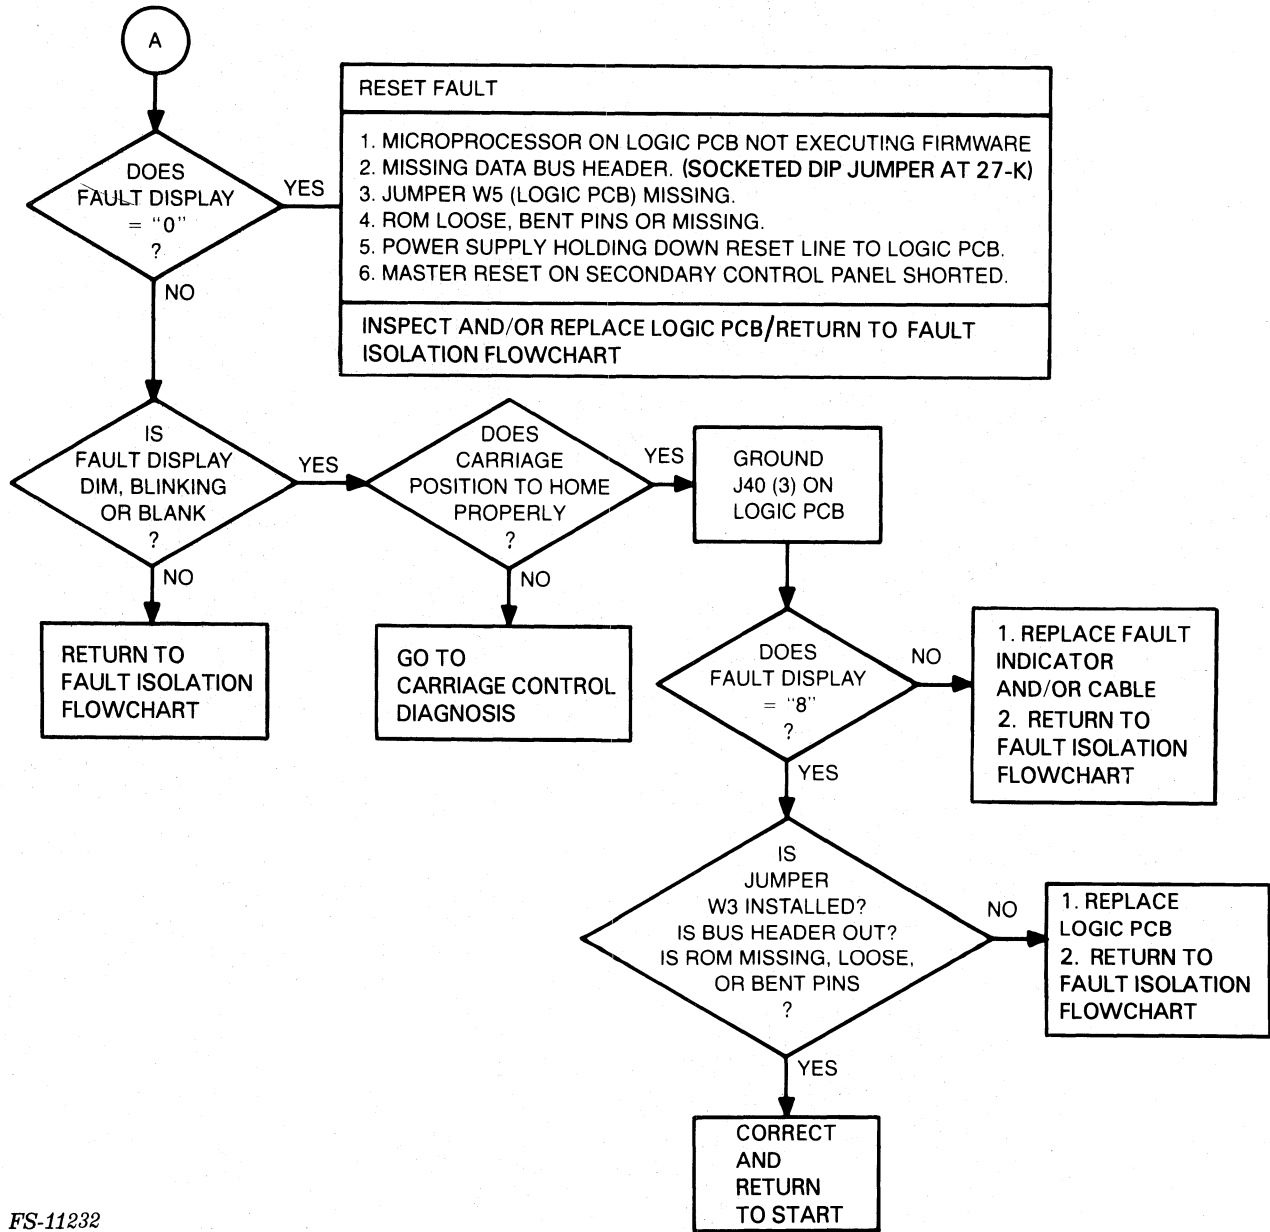 A
RESET FAULT
1. MICROPROCESSOR ON LOGIC PCB NOT EXECUTING FIRMWARE
2. MISSING DATA BUS HEADER. (SOCKETED DIP JUMPER AT 27-K)
3. JUMPER W5 (LOGIC PCB) MISSING.
4. ROM LOOSE, BENT PINS OR MISSING.
5. POWER SUPPLY HOLDING DOWN RESET LINE TO LOGIC PCB.
6. MASTER RESET ON SECONDARY CONTROL PANEL SHORTED.
INSPECT AND/OR REPLACE LOGIC PCB/RETURN TO FAULT
ISOLATION FLOWCHART
DOES
FAULT DISPLAY
= "0"
?
YES
NO
IS
FAULT DISPLAY
DIM, BLINKING
OR BLANK
?
YES
NO
RETURN TO
FAULT ISOLATION
FLOWCHART
DOES
CARRIAGE
POSITION TO HOME
PROPERLY
?
YES
NO
GO TO
CARRIAGE CONTROL
DIAGNOSIS
GROUND
J40 (3) ON
LOGIC PCB
DOES
FAULT DISPLAY
= "8"
?
NO
YES
1. REPLACE FAULT
INDICATOR
AND/OR CABLE
2. RETURN TO
FAULT ISOLATION
FLOWCHART
IS
JUMPER
W3 INSTALLED?
IS BUS HEADER OUT?
IS ROM MISSING, LOOSE,
OR BENT PINS
?
NO
YES
1. REPLACE
LOGIC PCB
2. RETURN TO
FAULT ISOLATION
FLOWCHART
CORRECT
AND
RETURN
TO START
FS-11232